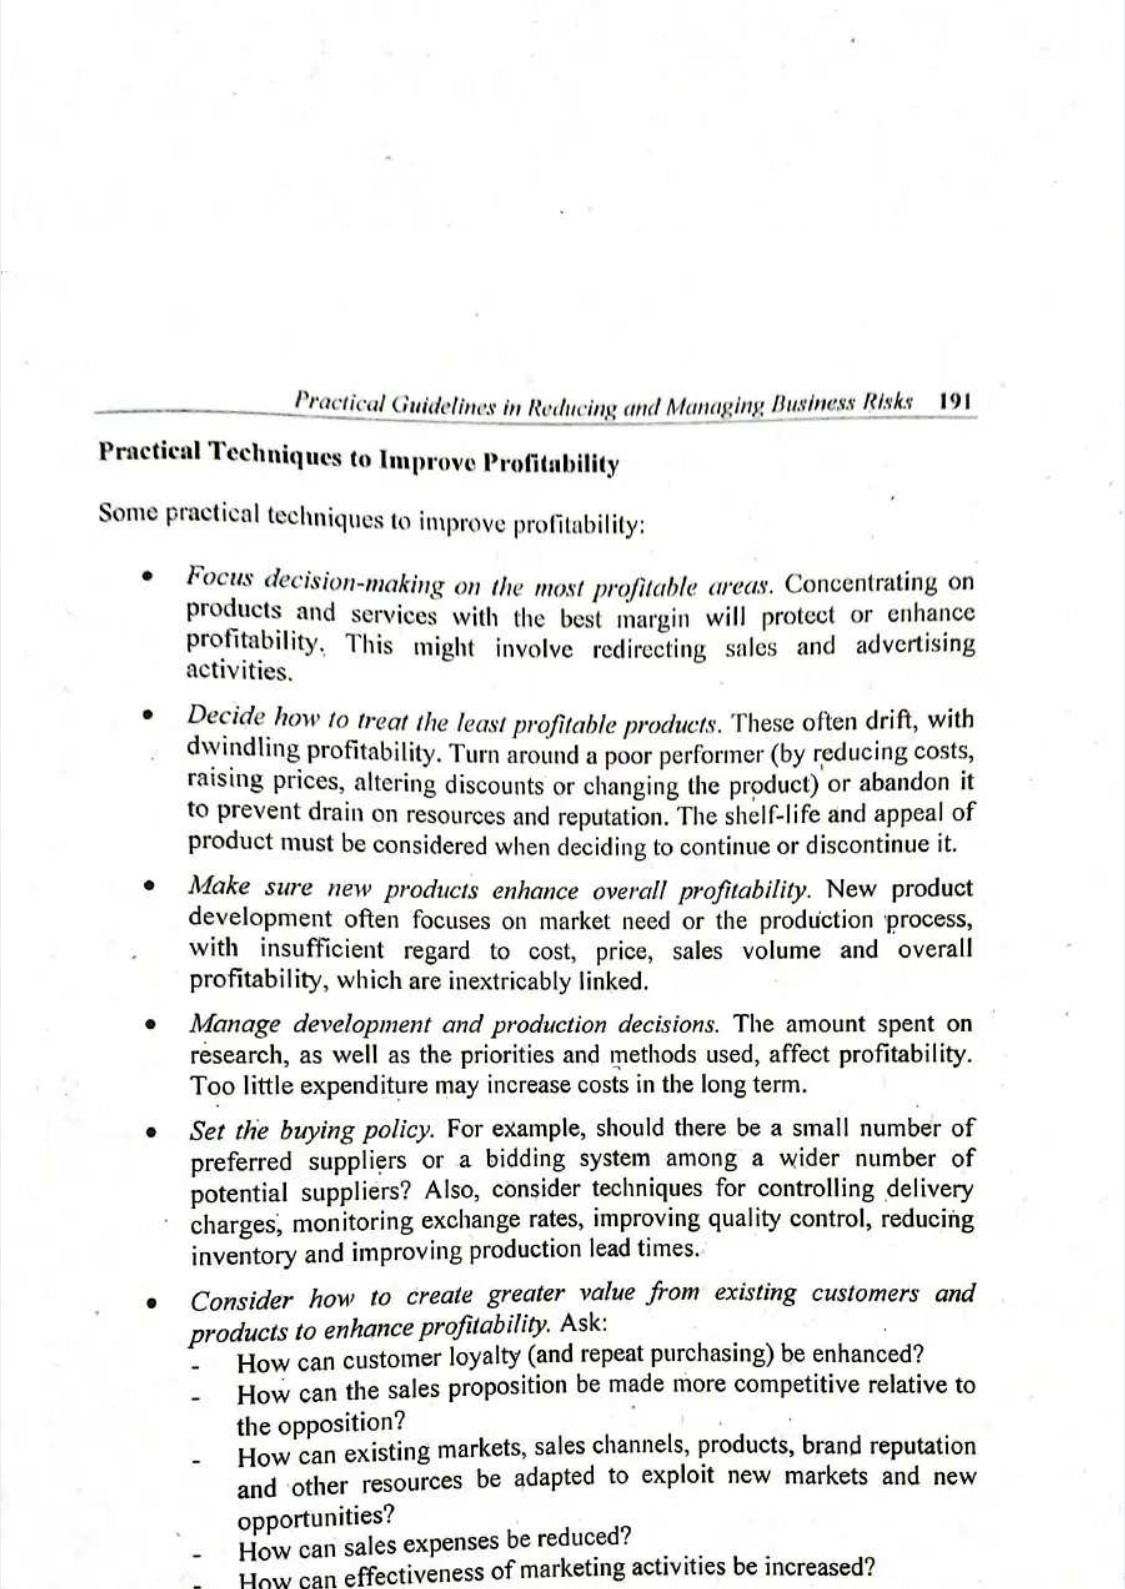 Practical Guidelines in Reducing and Managing Business Risks 191
Practical Techniques to Improve Profitability
Some practical techniques to improve profitability:
• Focus decision-making on the most profitable areas. Concentrating on
products and services with the best margin will protect or enhance
profitability. This might involve redirecting sales and advertising
activities.
• Decide how to treat the least profitable products. These often drift, with
dwindling profitability. Turn around a poor performer (by reducing costs,
raising prices, altering discounts or changing the product) or abandon it
to prevent drain on resources and reputation. The shelf-life and appeal of
product must be considered when deciding to continue or discontinue it.
• Make sure new products enhance overall profitability. New product
development often focuses on market need or the production process,
with insufficient regard to cost, price, sales volume and overall
profitability, which are inextricably linked.
• Manage development and production decisions. The amount spent on
research, as well as the priorities and methods used, affect profitability.
Too little expenditure may increase costs in the long term.
• Set the buying policy. For example, should there be a small number of
preferred suppliers or a bidding system among a wider number of
potential suppliers? Also, consider techniques for controlling delivery
charges, monitoring exchange rates, improving quality control, reducing
inventory and improving production lead times.
• Consider how to create greater value from existing customers and
products to enhance profitability. Ask:
- How can customer loyalty (and repeat purchasing) be enhanced?
- How can the sales proposition be made more competitive relative to
the opposition?
- How can existing markets, sales channels, products, brand reputation
and other resources be adapted to exploit new markets and new
opportunities?
- How can sales expenses be reduced?
- How can effectiveness of marketing activities be increased?